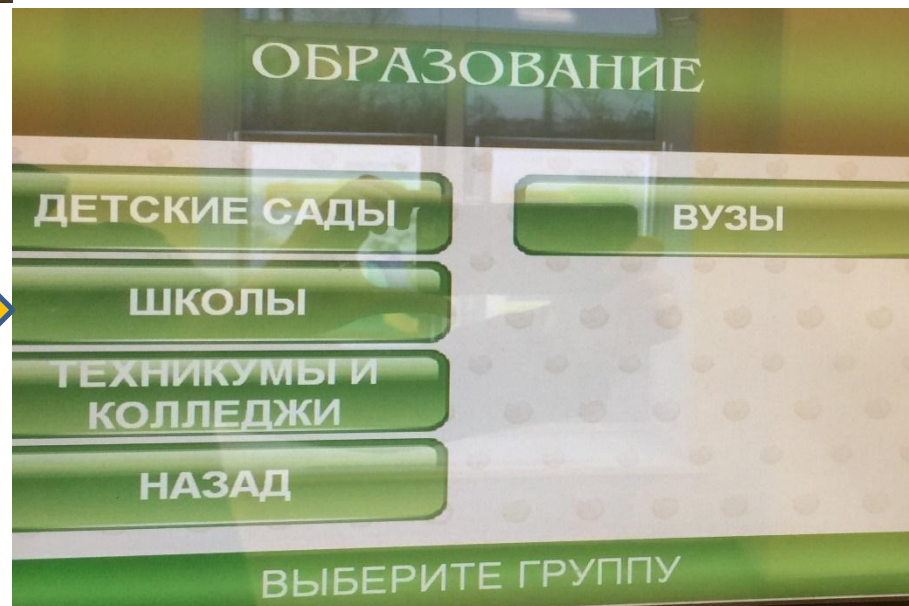 ОБРАЗОВАНИЕ
ДЕТСКИЕ САДЫ
ВУЗЫ
ШКОЛЫ
ТЕХНИКУМЫ И
КОЛЛЕДЖИ
НАЗАД
ВЫБЕРИТЕ ГРУППУ